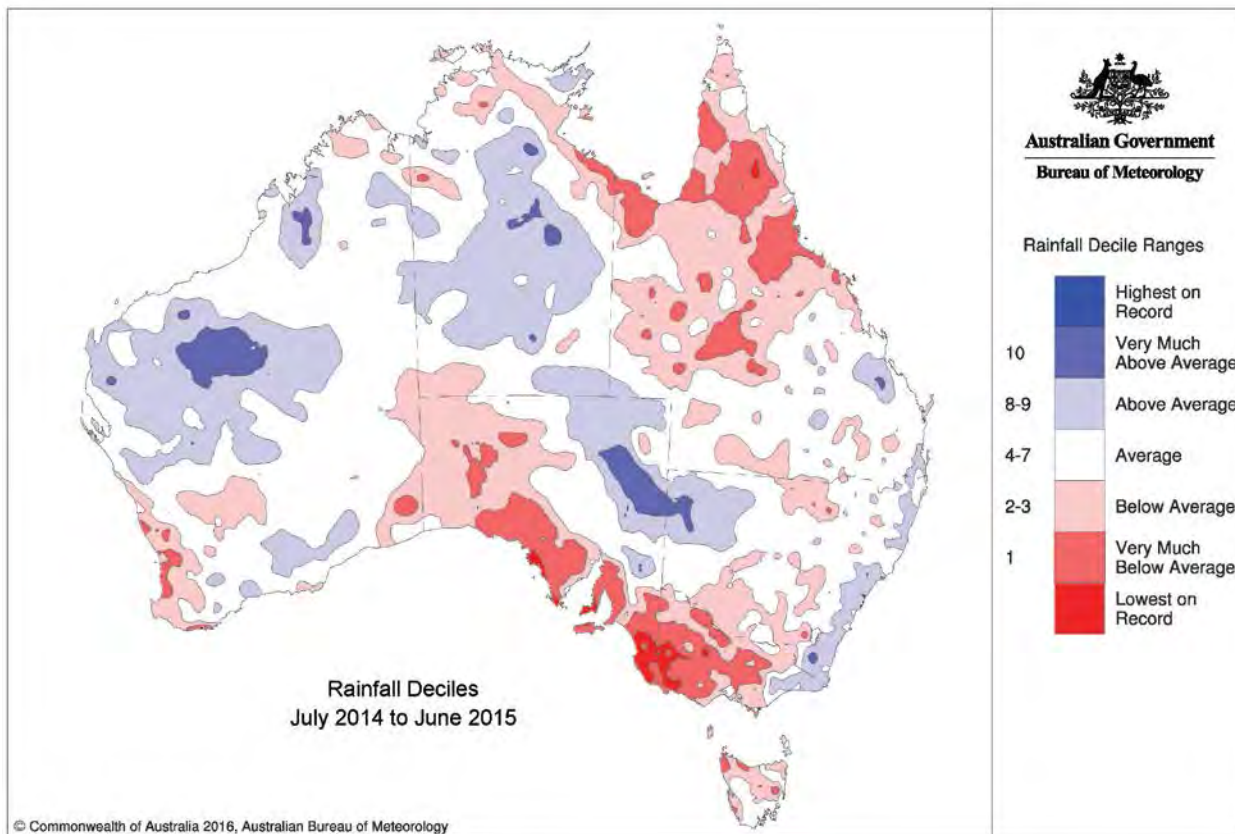 Australian Government
Bureau of Meteorology
Rainfall Decile Ranges
Highest on
Record
10
Very Much
Above Average
8-9
Above Average
4-7
Average
2-3
Below Average
1
Very Much
Below Average
Lowest on
Record
Rainfall Deciles
July 2014 to June 2015
© Commonwealth of Australia 2016, Australian Bureau of Meteorology